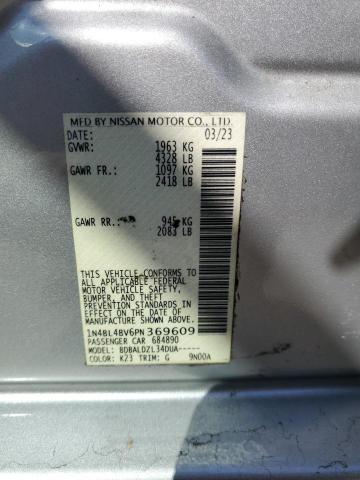 MFD BY NISSAN MOTOR CO., LTD.
DATE: 03/23
GVWR: 1963 KG
4328 LB
GAWR FR.: 1097 KG
2418 LB
GAWR RR.: 945 KG
2083 LB
THIS VEHICLE CONFORMS
TO ALL APPLICABLE FEDERAL
MOTOR VEHICLE SAFETY,
BUMPER, AND THEFT
PREVENTION STANDARDS IN
EFFECT ON THE DATE OF
MANUFACTURE SHOWN ABOVE.
1N4BL4BV6PN369609
PASSENGER CAR 684890
MODEL: BDBALDZL34DUA-----
COLOR: K23 TRIM: G 9N00A